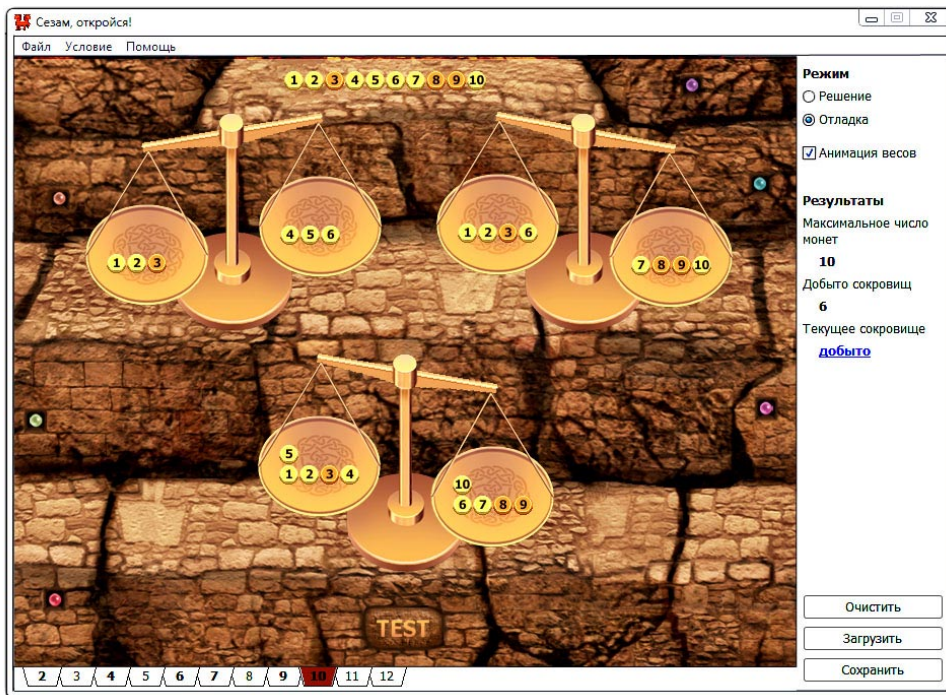 Сезам, откройся!
Файл Условие Помощь
1 2 3 4 5 6 7 8 9 10
1 2 3
4 5 6
1 2 3 6
7 8 9 10
5
1 2 3 4
10
6 7 8 9
TEST
2 3 4 5 6 7 8 9 10 11 12
Режим
Решение
Отладка
Анимация весов
Результаты
Максимальное число
монет
10
Добыто сокровищ
6
Текущее сокровище
добыто
Очистить
Загрузить
Сохранить